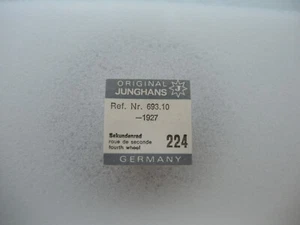 ORIGINAL
JUNGHANS
J
Ref. Nr. 693.10
—1927
Sekundenrad
roue de seconde
fourth wheel
224
GERMANY